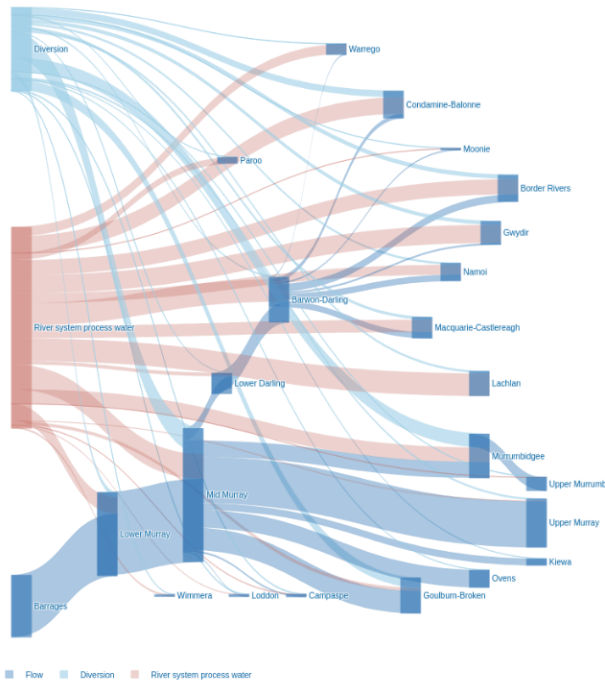 Diversion
Warrego
Condamine-Balonne
Moonie
Paroo
Border Rivers
Gwydir
Namoi
Barwon-Darling
River system process water
Macquarie-Castlereagh
Lower Darling
Lachlan
Murrumbidgee
Upper Murrumb
Mid Murray
Upper Murray
Lower Murray
Kiewa
Ovens
Barrages
Wimmera
Loddon
Campaspe
Goulburn-Broken
Flow
Diversion
River system process water